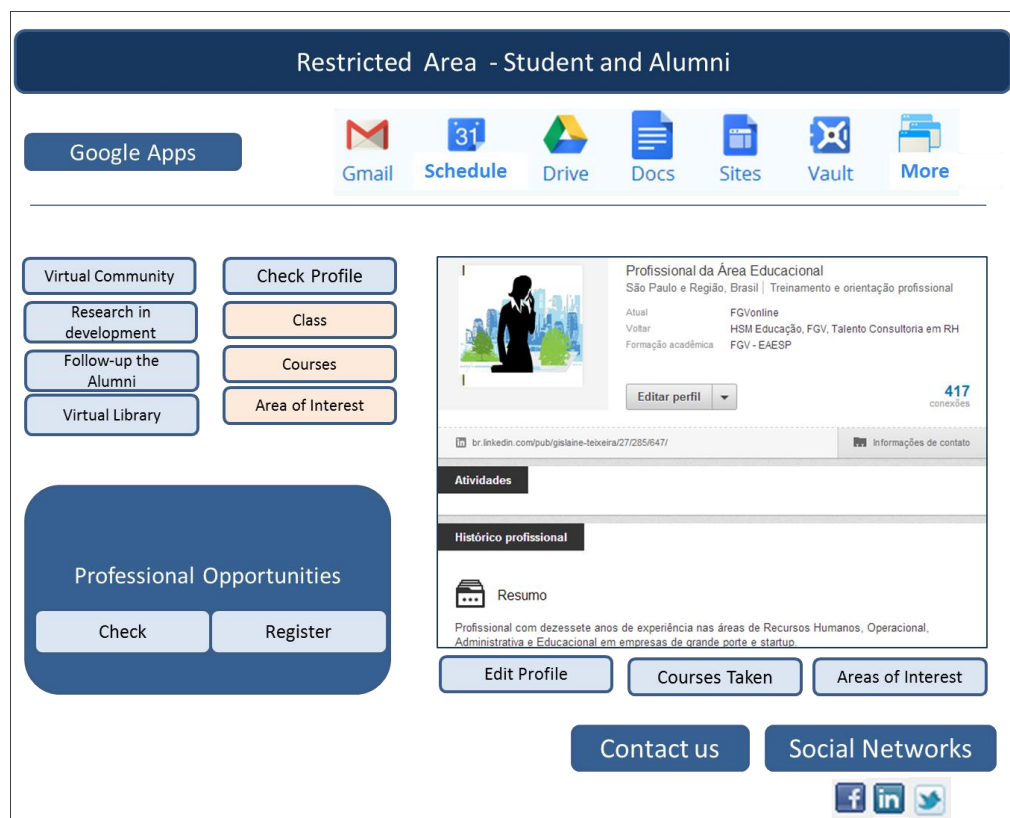 Restricted Area - Student and Alumni
Google Apps
31
Gmail
Schedule
Drive
Docs
Sites
Vault
More
Virtual Community
Research in
development
Follow-up the
Alumni
Virtual Library
Check Profile
Class
Courses
Area of Interest
Profissional da Área Educacional
São Paulo e Região, Brasil | Treinamento e orientação profissional
Atual FGVonline
Voltar HSM Educação, FGV, Talento Consultoria em RH
Formação acadêmica FGV - EAESP
Editar perfil
417
conexões
in br.linkedin.com/pub/gislaine-teixeira/27/285/647/
Informações de contato
Atividades
Histórico profissional
Resumo
Profissional com dezessete anos de experiência nas áreas de Recursos Humanos, Operacional,
Administrativa e Educacional em empresas de grande porte e startup.
Professional Opportunities
Check
Register
Edit Profile
Courses Taken
Areas of Interest
Contact us
Social Networks
f in